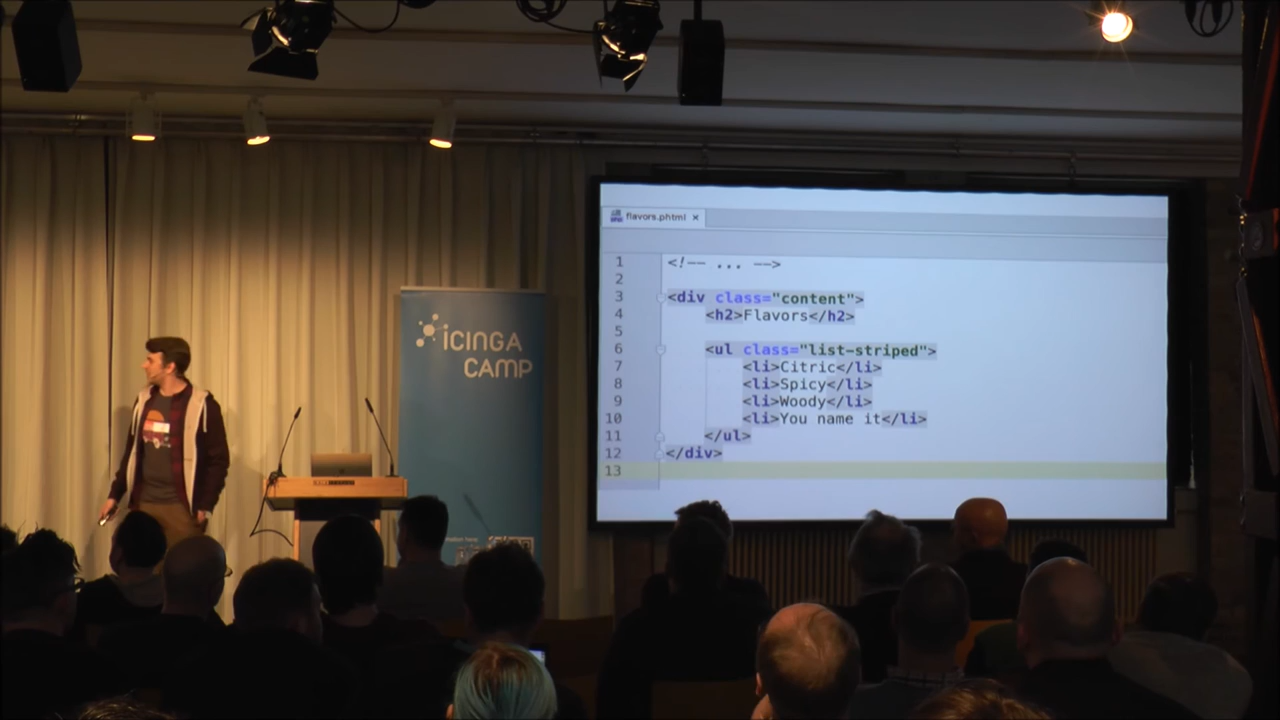 iCINGA
CAMP
flavors.phtml ×
1 <!-- ... -->
2
3 <div class="content">
4 <h2>Flavors</h2>
5
6 <ul class="list-striped">
7 <li>Citric</li>
8 <li>Spicy</li>
9 <li>Woody</li>
10 <li>You name it</li>
11 </ul>
12 </div>
13